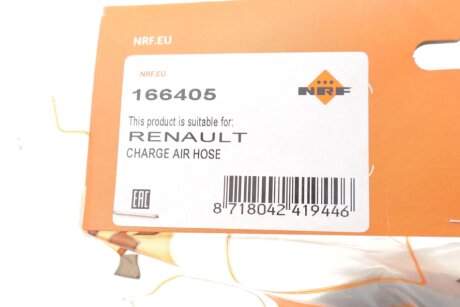 NRF.EU
NRF.EU
NRF
166405
This product is suitable for:
RENAULT
CHARGE AIR HOSE
EAC
8 718042 419446